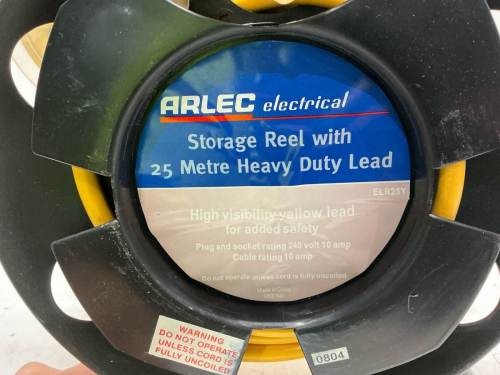 ARLEC electrical
Storage Reel with
25 Metre Heavy Duty Lead
ELR25Y
High visibility yallow lead
for added safety
Plug and socket rating 240 volt 10 amp
Cable rating 10 amp
Do not operate unless cord is fully uncoiled
WARNING
DO NOT OPERATE
UNLESS CORD IS
FULLY UNCOILED
0804